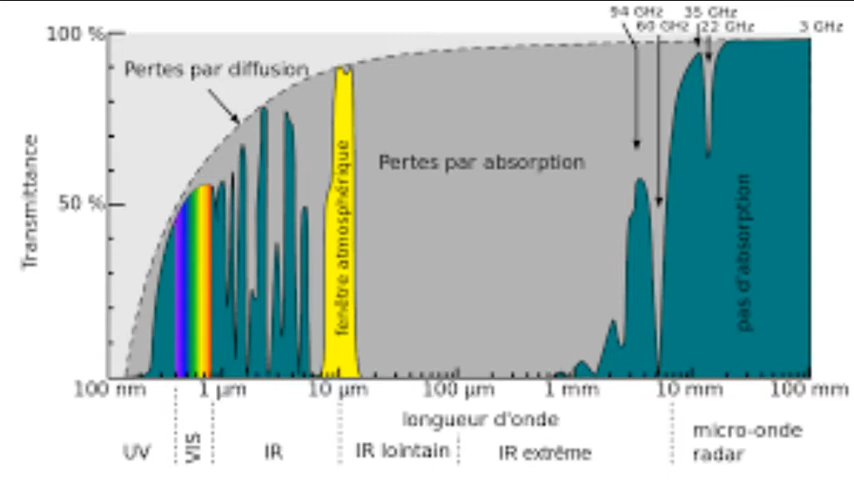 94 GHz
35 GHz
60 GHz
22 GHz
3 GHz
100 %
Pertes par diffusion
Transmittance
Pertes par absorption
fenêtre atmosphérique
pas d'absorption
50 %
100 nm
1 µm
10 µm
100 µm
1 mm
10 mm
100 mm
longueur d'onde
UV
VIS
IR
IR lointain
IR extrême
micro-onde
radar